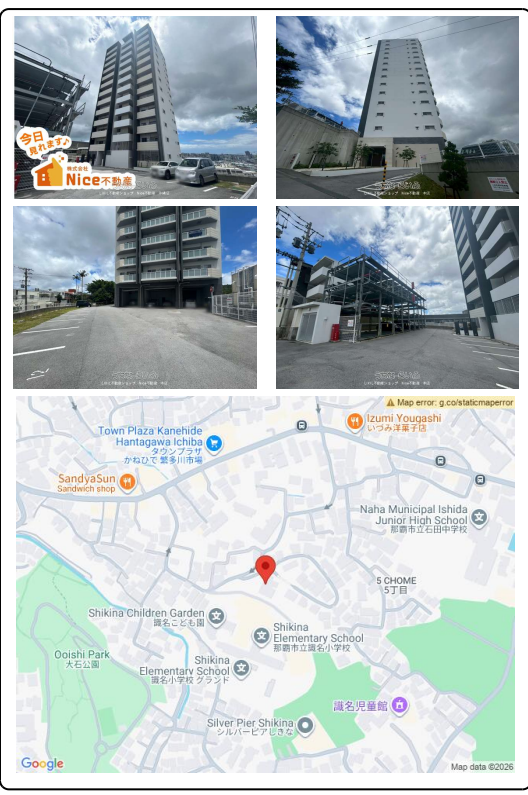 今日
見れます♪
株式会社
Nice不動産
Map error: g.co/staticmaperror
Izumi Yougashi
いづみ洋菓子店
Town Plaza Kanehide
Hantagawa Ichiba
タウンプラザ
かねひで 繁多川市場
SandyaSun
Sandwich shop
Naha Municipal Ishida
Junior High School
那覇市立石田中学校
5 CHOME
5丁目
Shikina Children Garden
識名こども園
Shikina
Elementary School
那覇市立識名小学校
Ooishi Park
大石公園
Shikina
Elementary School
識名小学校 グランド
識名児童館
Silver Pier Shikina
シルバーピアしきな
Google
Map data ©2026